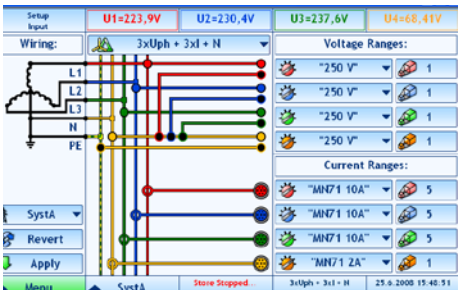 Setup Input U1=223,9V U2=230,4V U3=237,6V U4=68,41V
Wiring: 3xUph + 3xI + N Voltage Ranges:
"250 V" 1
L1
L2 "250 V" 1
L3 "250 V" 1
N
PE "250 V" 1
Current Ranges:
"MN71 10A" 5
SystA "MN71 10A" 5
Revert "MN71 10A" 5
Apply "MN71 2A" 1
Menu SystA Store Stopped... 3xUph + 3xI + N 25.6.2008 15.48.51